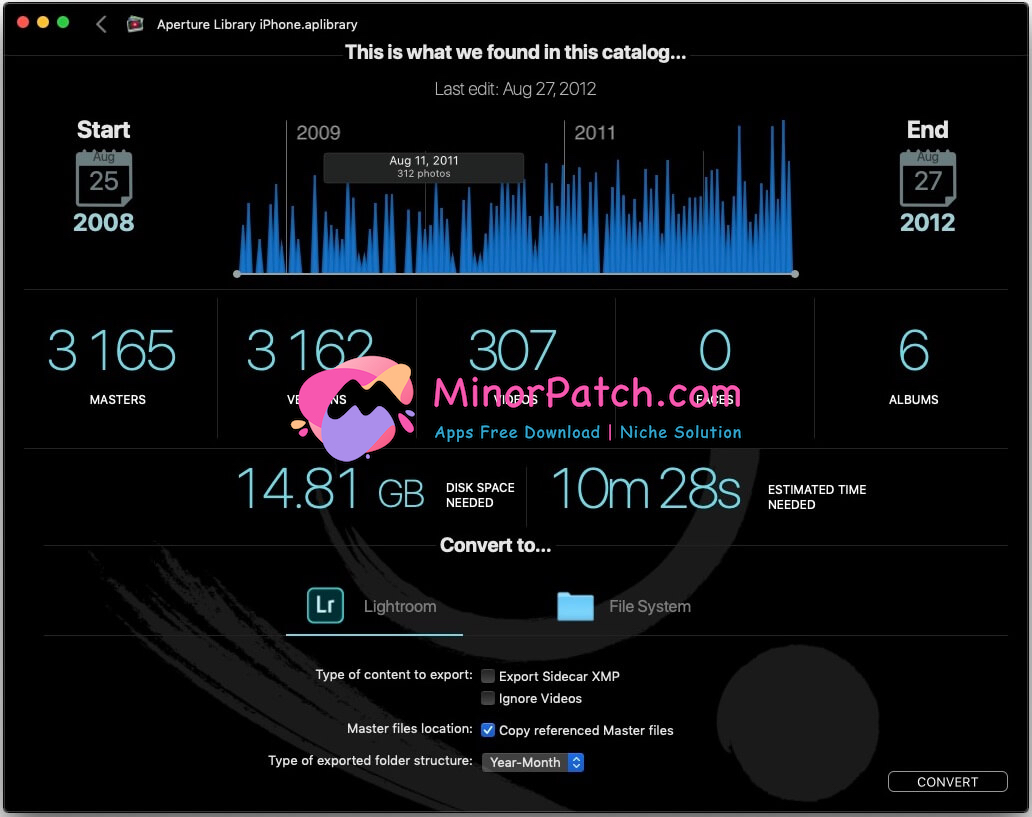 Aperture Library iPhone.aplibrary
This is what we found in this catalog...
Last edit: Aug 27, 2012
Start
Aug
25
2008
2009
2011
Aug 11, 2011
312 photos
End
Aug
27
2012
3 165
MASTERS
3 162
VERSIONS
307
VIDEOS
0
FACES
6
ALBUMS
MinorPatch.com
Apps Free Download | Niche Solution
14.81 GB
DISK SPACE
NEEDED
10m 28s
ESTIMATED TIME
NEEDED
Convert to...
Lr
Lightroom
File System
Type of content to export:
Export Sidecar XMP
Ignore Videos
Master files location:
Copy referenced Master files
Type of exported folder structure:
Year-Month
CONVERT